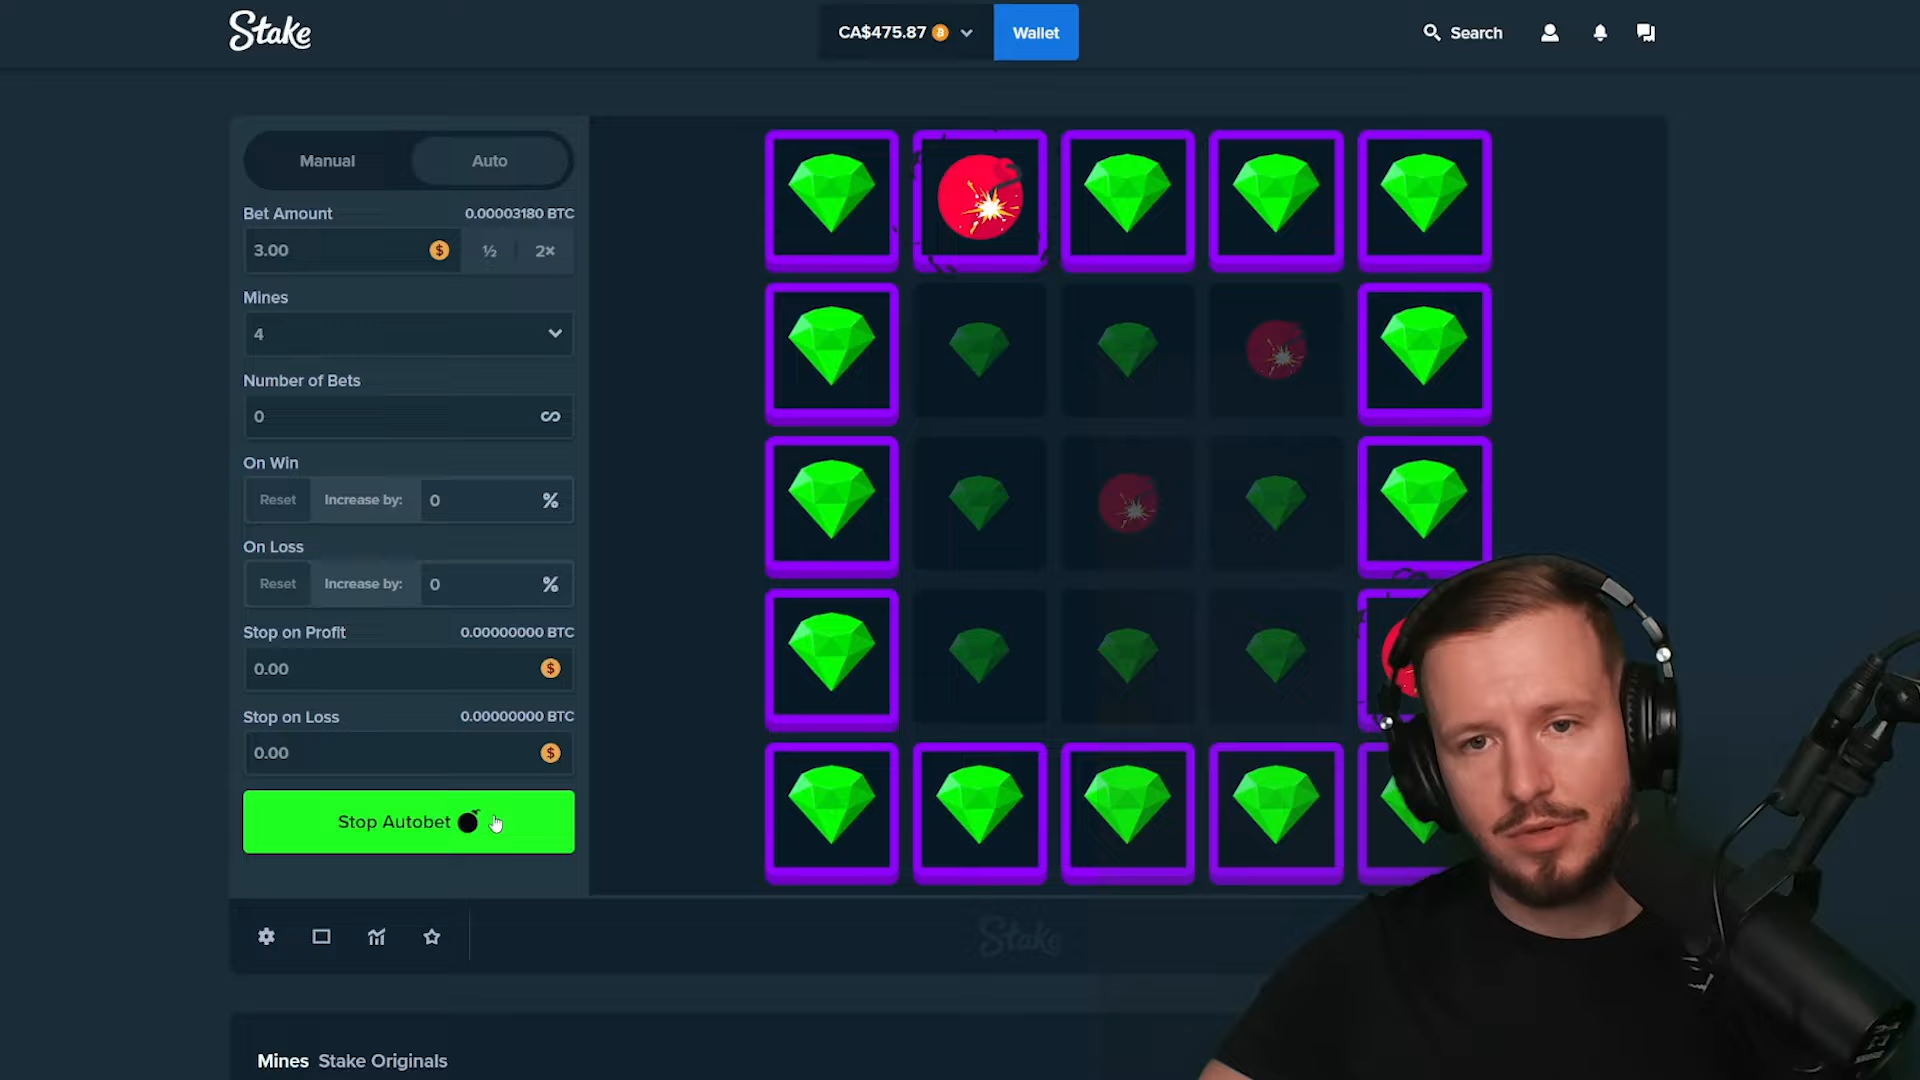 Stake
CA$475.87
Wallet
Search
Manual
Auto
Bet Amount
0.00003180 BTC
3.00
½
2×
Mines
4
Number of Bets
0
∞
On Win
Reset
Increase by:
0
%
On Loss
Reset
Increase by:
0
%
Stop on Profit
0.00000000 BTC
0.00
Stop on Loss
0.00000000 BTC
0.00
Stop Autobet
Stake
Mines Stake Originals